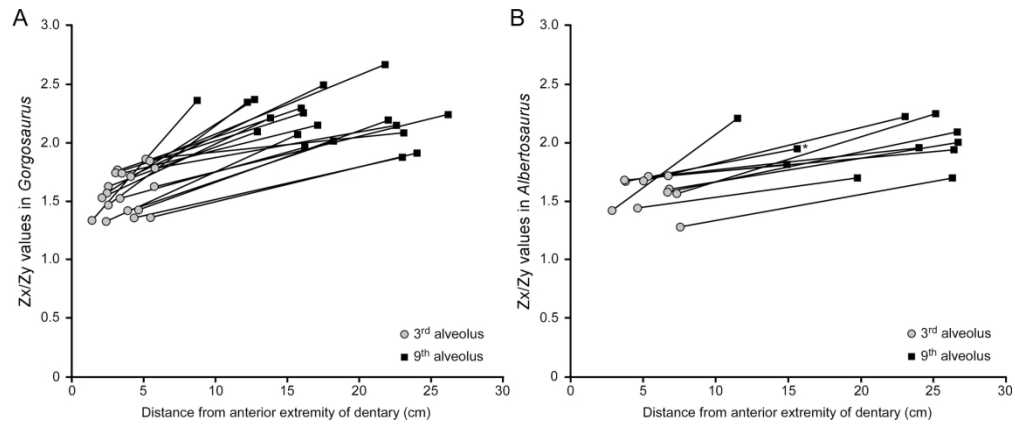 A
3.0
2.5
2.0
1.5
1.0
0.5
0
Zx/Zy values in Gorgosaurus
3rd alveolus
9th alveolus
0 5 10 15 20 25 30
Distance from anterior extremity of dentary (cm)
B
3.0
2.5
2.0
1.5
1.0
0.5
0
Zx/Zy values in Albertosaurus
*
3rd alveolus
9th alveolus
0 5 10 15 20 25 30
Distance from anterior extremity of dentary (cm)